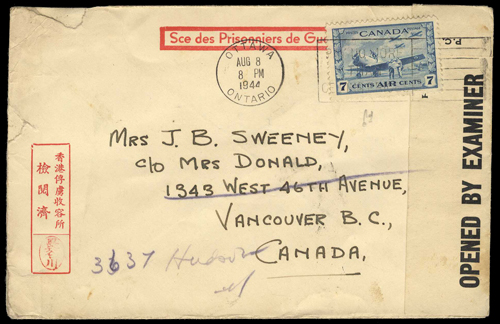 Sce des Prisonniers de Gu
OTTAWA
AUG 8
8 PM
1944
ONTARIO
CANADA
7 CENTS AIR CENTS 7
P.C.
OPENED BY EXAMINER
香港俘虜收容所
檢閱濟
MRS J. B. SWEENEY,
C/O MRS DONALD,
1343 WEST 46TH AVENUE,
VANCOUVER B.C.,
CANADA.
3637